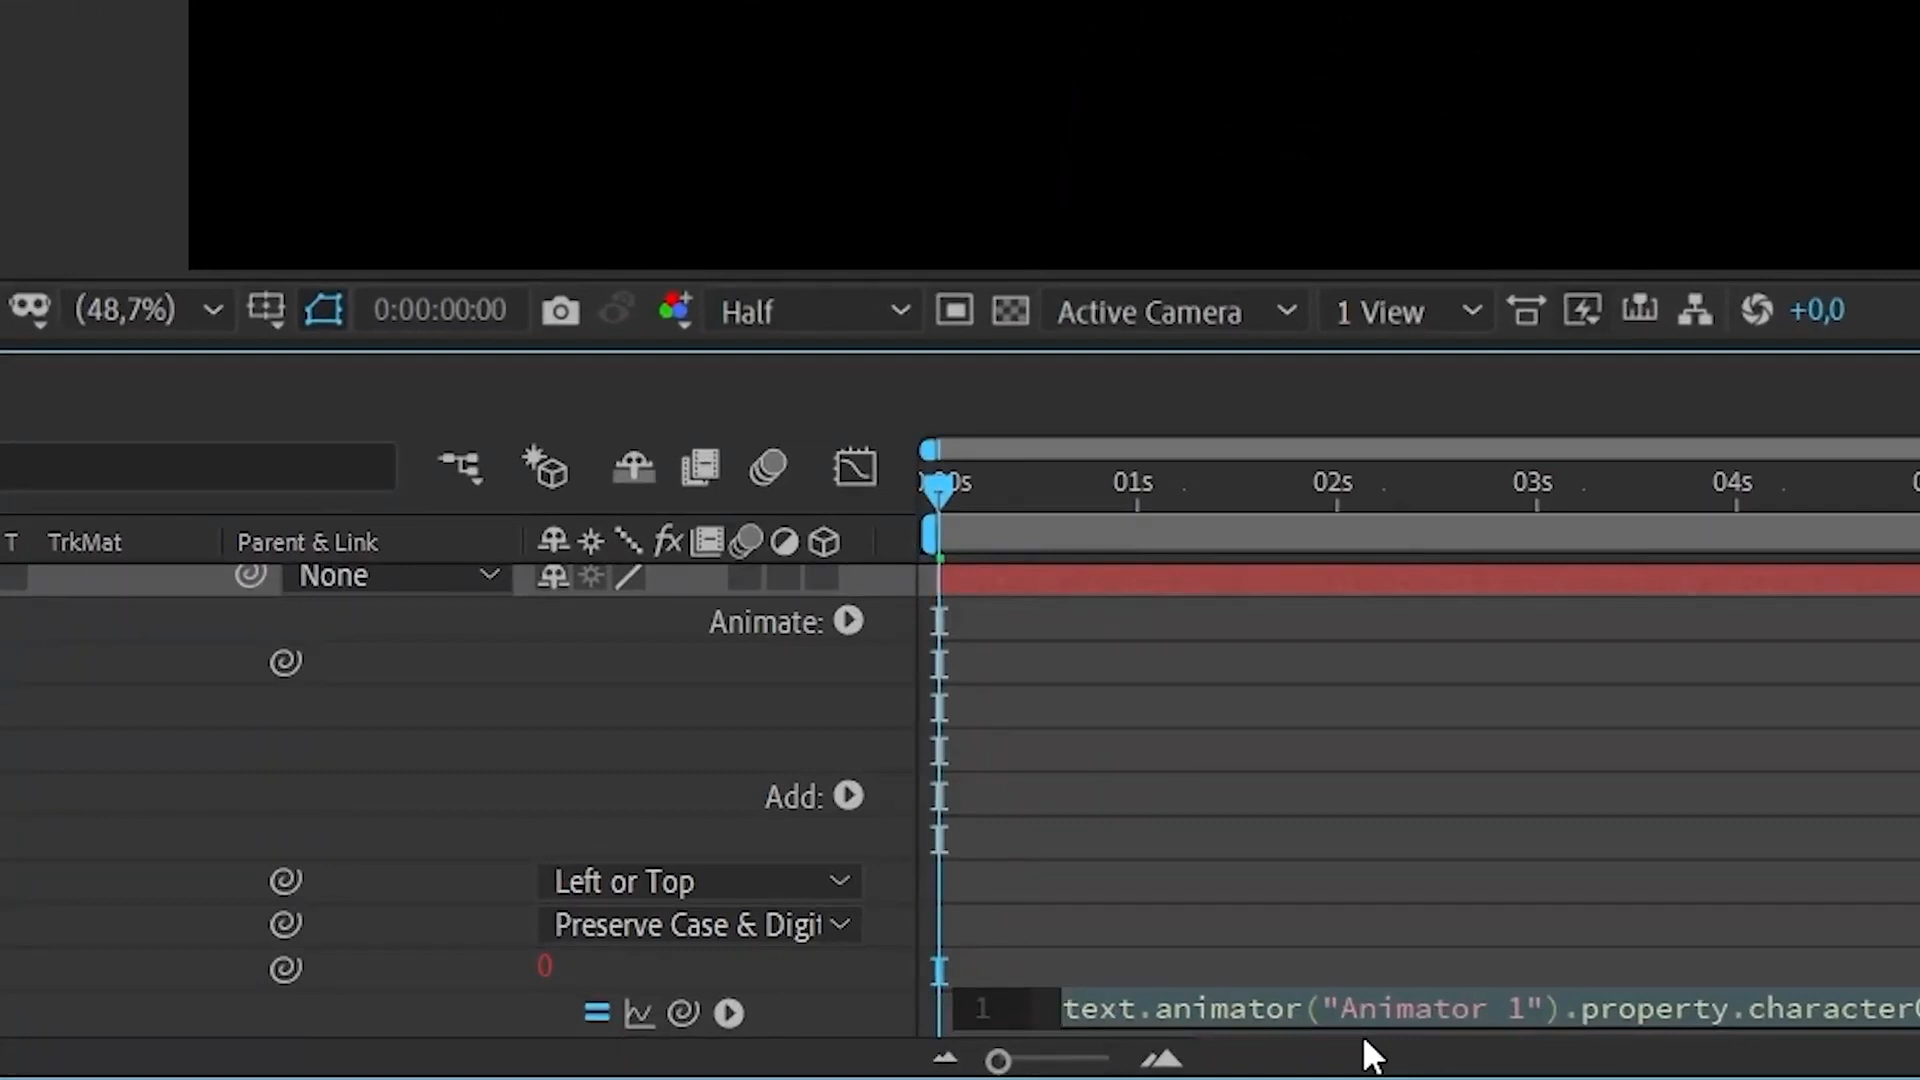 (48,7%) 0:00:00:00 Half Active Camera 1 View +0,0
01s 02s 03s 04s
T TrkMat Parent & Link fx
None
Animate:
Add:
Left or Top
Preserve Case & Digit
0
1 text.animator("Animator 1").property.character